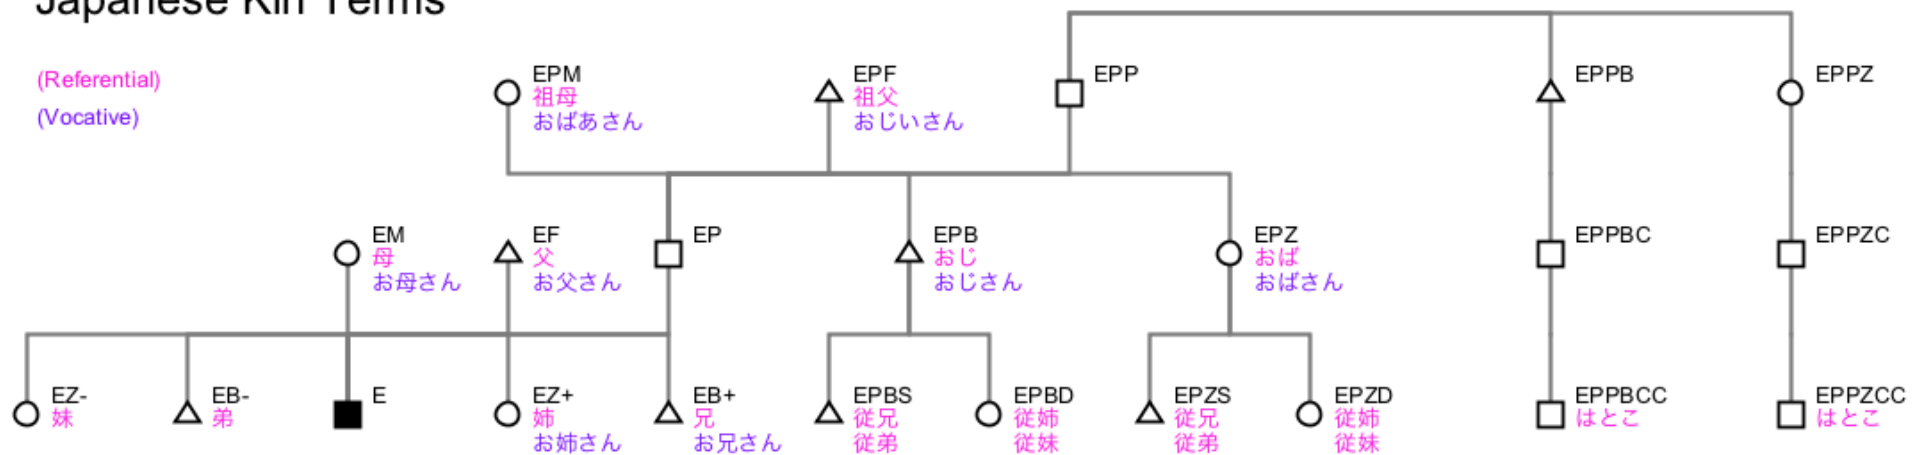 Japanese Kin Terms
(Referential)
(Vocative)
EPM
祖母
おばあさん
EPF
祖父
おじいさん
EPP
EPPB
EPPZ
EM
母
お母さん
EF
父
お父さん
EP
EPB
おじ
おじさん
EPZ
おば
おばさん
EPPBC
EPPZC
EZ-
妹
EB-
弟
E
EZ+
姉
お姉さん
EB+
兄
お兄さん
EPBS
従兄
従弟
EPBD
従姉
従妹
EPZS
従兄
従弟
EPZD
従姉
従妹
EPPBCC
はとこ
EPPZCC
はとこ